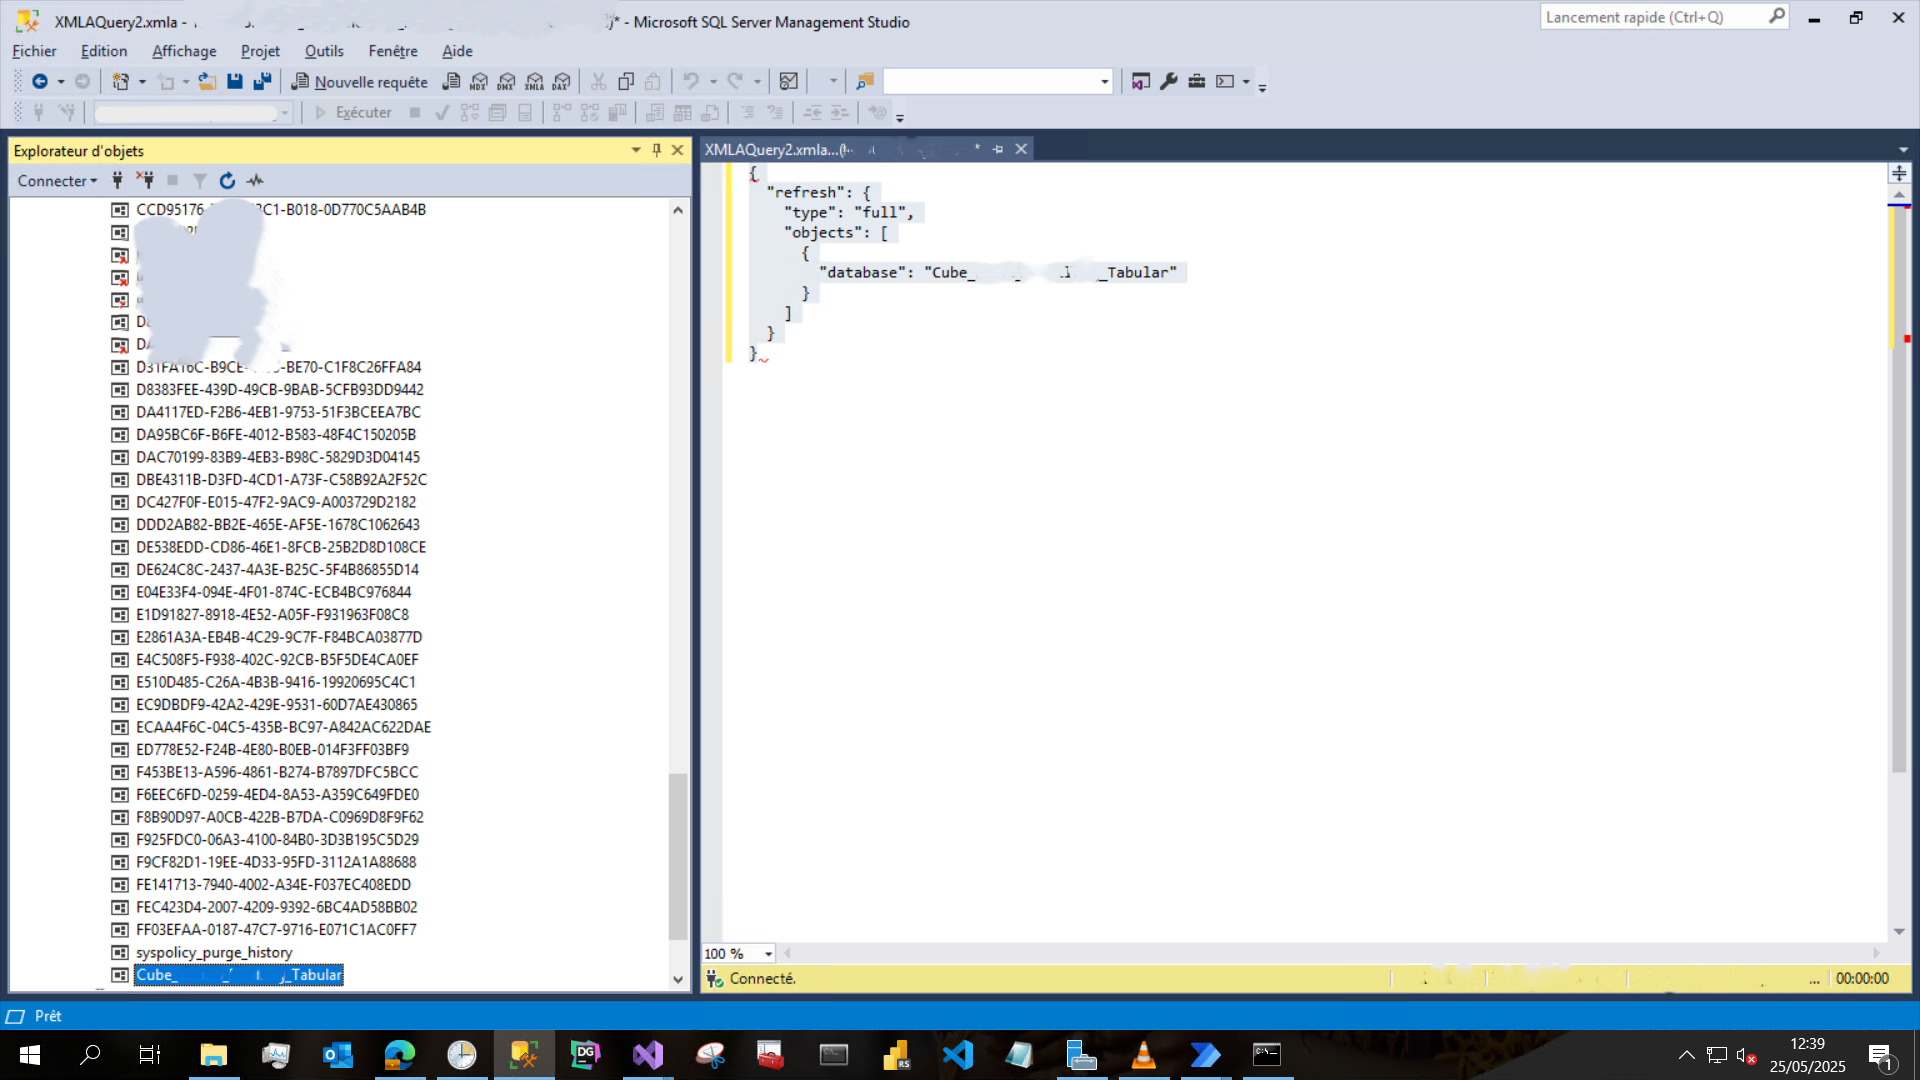 XMLAQuery2.xmla - )* - Microsoft SQL Server Management Studio
Lancement rapide (Ctrl+Q)
Fichier Edition Affichage Projet Outils Fenêtre Aide
Nouvelle requête MDX DMX XMLA DAX
Exécuter
Explorateur d'objets
Connecter
CCD95176- 3C1-B018-0D770C5AAB4B
D31FA16C-B9CE- BE70-C1F8C26FFA84
D8383FEE-439D-49CB-9BAB-5CFB93DD9442
DA4117ED-F2B6-4EB1-9753-51F3BCEEA7BC
DA95BC6F-B6FE-4012-B583-48F4C150205B
DAC70199-83B9-4EB3-B98C-5829D3D04145
DBE4311B-D3FD-4CD1-A73F-C58B92A2F52C
DC427F0F-E015-47F2-9AC9-A003729D2182
DDD2AB82-BB2E-465E-AF5E-1678C1062643
DE538EDD-CD86-46E1-8FCB-25B2D8D108CE
DE624C8C-2437-4A3E-B25C-5F4B86855D14
E04E33F4-094E-4F01-874C-ECB4BC976844
E1D91827-8918-4E52-A05F-F931963F08C8
E2861A3A-EB4B-4C29-9C7F-F84BCA03877D
E4C508F5-F938-402C-92CB-B5F5DE4CA0EF
E510D485-C26A-4B3B-9416-19920695C4C1
EC9DBDF9-42A2-429E-9531-60D7AE430865
ECAA4F6C-04C5-435B-BC97-A842AC622DAE
ED778E52-F24B-4E80-B0EB-014F3FF03BF9
F453BE13-A596-4861-B274-B7897DFC5BCC
F6EEC6FD-0259-4ED4-8A53-A359C649FDE0
F8B90D97-A0CB-422B-B7DA-C0969D8F9F62
F925FDC0-06A3-4100-84B0-3D3B195C5D29
F9CF82D1-19EE-4D33-95FD-3112A1A88688
FE141713-7940-4002-A34E-F037EC408EDD
FEC423D4-2007-4209-9392-6BC4AD58BB02
FF03EFAA-0187-47C7-9716-E071C1AC0FF7
syspolicy_purge_history
Cube_ _Tabular
XMLAQuery2.xmla...( *
{
"refresh": {
"type": "full",
"objects": [
{
"database": "Cube_ _Tabular"
}
]
}
}
100 %
Connecté. ... 00:00:00
Prêt
DG
RS
12:39
25/05/2025
1